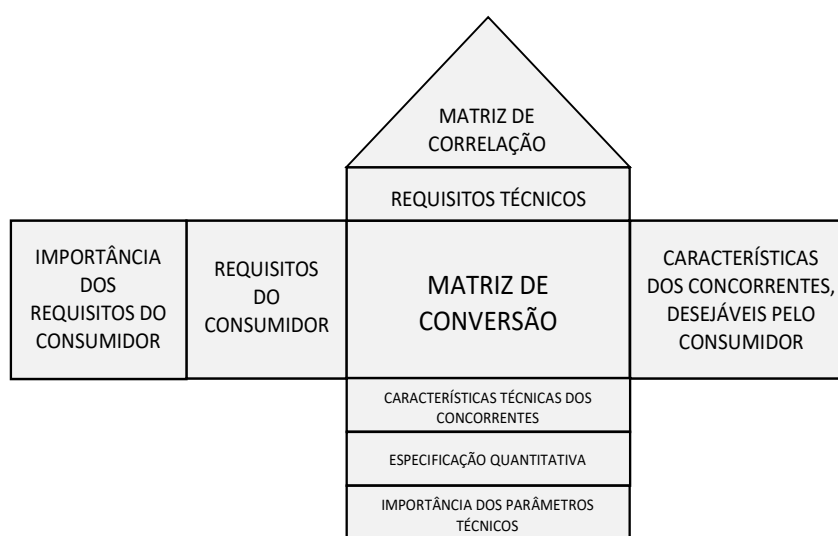 MATRIZ DE
CORRELAÇÃO
REQUISITOS TÉCNICOS
IMPORTÂNCIA
DOS
REQUISITOS DO
CONSUMIDOR
REQUISITOS
DO
CONSUMIDOR
MATRIZ DE
CONVERSÃO
CARACTERÍSTICAS
DOS CONCORRENTES,
DESEJÁVEIS PELO
CONSUMIDOR
CARACTERÍSTICAS TÉCNICAS DOS
CONCORRENTES
ESPECIFICAÇÃO QUANTITATIVA
IMPORTÂNCIA DOS PARÂMETROS
TÉCNICOS